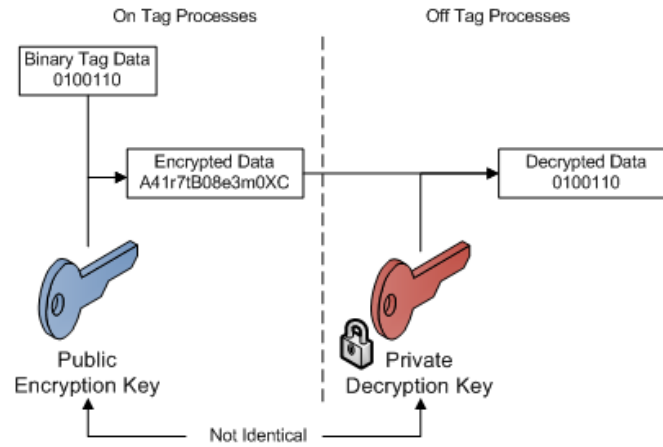 On Tag Processes
Off Tag Processes
Binary Tag Data
0100110
Encrypted Data
A41r7tB08e3m0XC
Decrypted Data
0100110
Public
Encryption Key
Private
Decryption Key
Not Identical